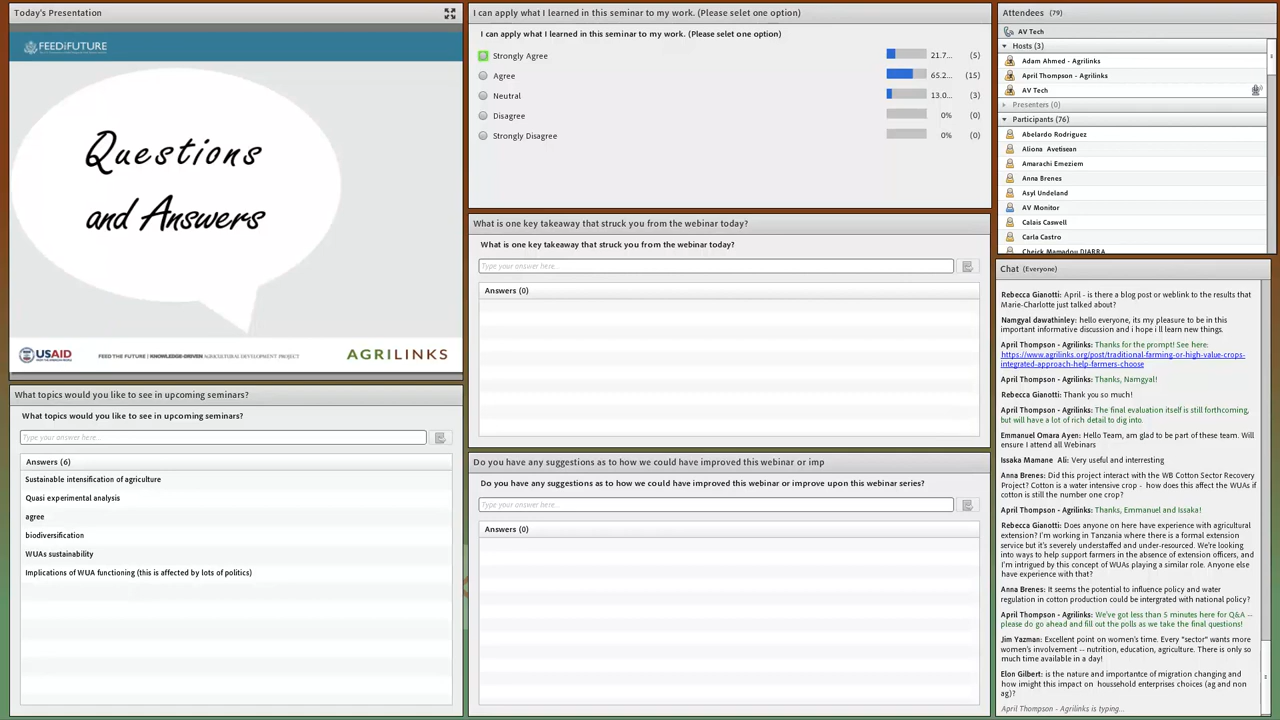 Today's Presentation
FEEDIFUTURE
Questions
and Answers
USAID
FEED THE FUTURE | KNOWLEDGE-DRIVEN AGRICULTURAL DEVELOPMENT PROJECT
AGRILINKS
What topics would you like to see in upcoming seminars?
What topics would you like to see in upcoming seminars?
Type your answer here...
Answers (6)
Sustainable intensification of agriculture
Quasi experimental analysis
agree
biodiversification
WUAs sustainability
Implications of WUA functioning (this is affected by lots of politics)
I can apply what I learned in this seminar to my work. (Please selet one option)
I can apply what I learned in this seminar to my work. (Please selet one option)
Strongly Agree 21.7... (5)
Agree 65.2... (15)
Neutral 13.0... (3)
Disagree 0% (0)
Strongly Disagree 0% (0)
What is one key takeaway that struck you from the webinar today?
What is one key takeaway that struck you from the webinar today?
Type your answer here...
Answers (0)
Do you have any suggestions as to how we could have improved this webinar or imp
Do you have any suggestions as to how we could have improved this webinar or improve upon this webinar series?
Type your answer here...
Answers (0)
Attendees (79)
AV Tech
Hosts (3)
Adam Ahmed - Agrilinks
April Thompson - Agrilinks
AV Tech
Presenters (0)
Participants (76)
Abelardo Rodriguez
Aliona Avetisean
Amarachi Emeziem
Anna Brenes
Asyl Undeland
AV Monitor
Calais Caswell
Carla Castro
Cheick Mamadou DIARRA
Chat (Everyone)
Rebecca Gianotti: April - is there a blog post or weblink to the results that
Marie-Charlotte just talked about?
Namgyal dawathinley: hello everyone, its my pleasure to be in this
important informative discussion and i hope i ll learn new things.
April Thompson - Agrilinks: Thanks for the prompt! See here:
https://www.agrilinks.org/post/traditional-farming-or-high-value-crops-
integrated-approach-help-farmers-choose
April Thompson - Agrilinks: Thanks, Namgyal!
Rebecca Gianotti: Thank you so much!
April Thompson - Agrilinks: The final evaluation itself is still forthcoming,
but will have a lot of rich detail to dig into.
Emmanuel Omara Ayen: Hello Team, am glad to be part of these team. Will
ensure I attend all Webinars
Issaka Mamane Ali: Very useful and interresting
Anna Brenes: Did this project interact with the WB Cotton Sector Recovery
Project? Cotton is a water intensive crop - how does this affect the WUAs if
cotton is still the number one crop?
April Thompson - Agrilinks: Thanks, Emmanuel and Issaka!
Rebecca Gianotti: Does anyone on here have experience with agricultural
extension? I'm working in Tanzania where there is a formal extension
service but it's severely understaffed and under-resourced. We're looking
into ways to help support farmers in the absence of extension officers, and
I'm intrigued by this concept of WUAs playing a similar role. Anyone else
have experience with that?
Anna Brenes: It seems the potential to influence policy and water
regulation in cotton production could be intergrated with national policy?
April Thompson - Agrilinks: We've got less than 5 minutes here for Q&A --
please do go ahead and fill out the polls as we take the final questions!
Jim Yazman: Excellent point on women's time. Every "sector" wants more
women's involvement -- nutrition, education, agriculture. There is only so
much time available in a day!
Elon Gilbert: is the nature and importantce of migration changing and
how imight this impact on househseld enterprises choices (ag and non
ag)?
April Thompson - Agrilinks is typing...